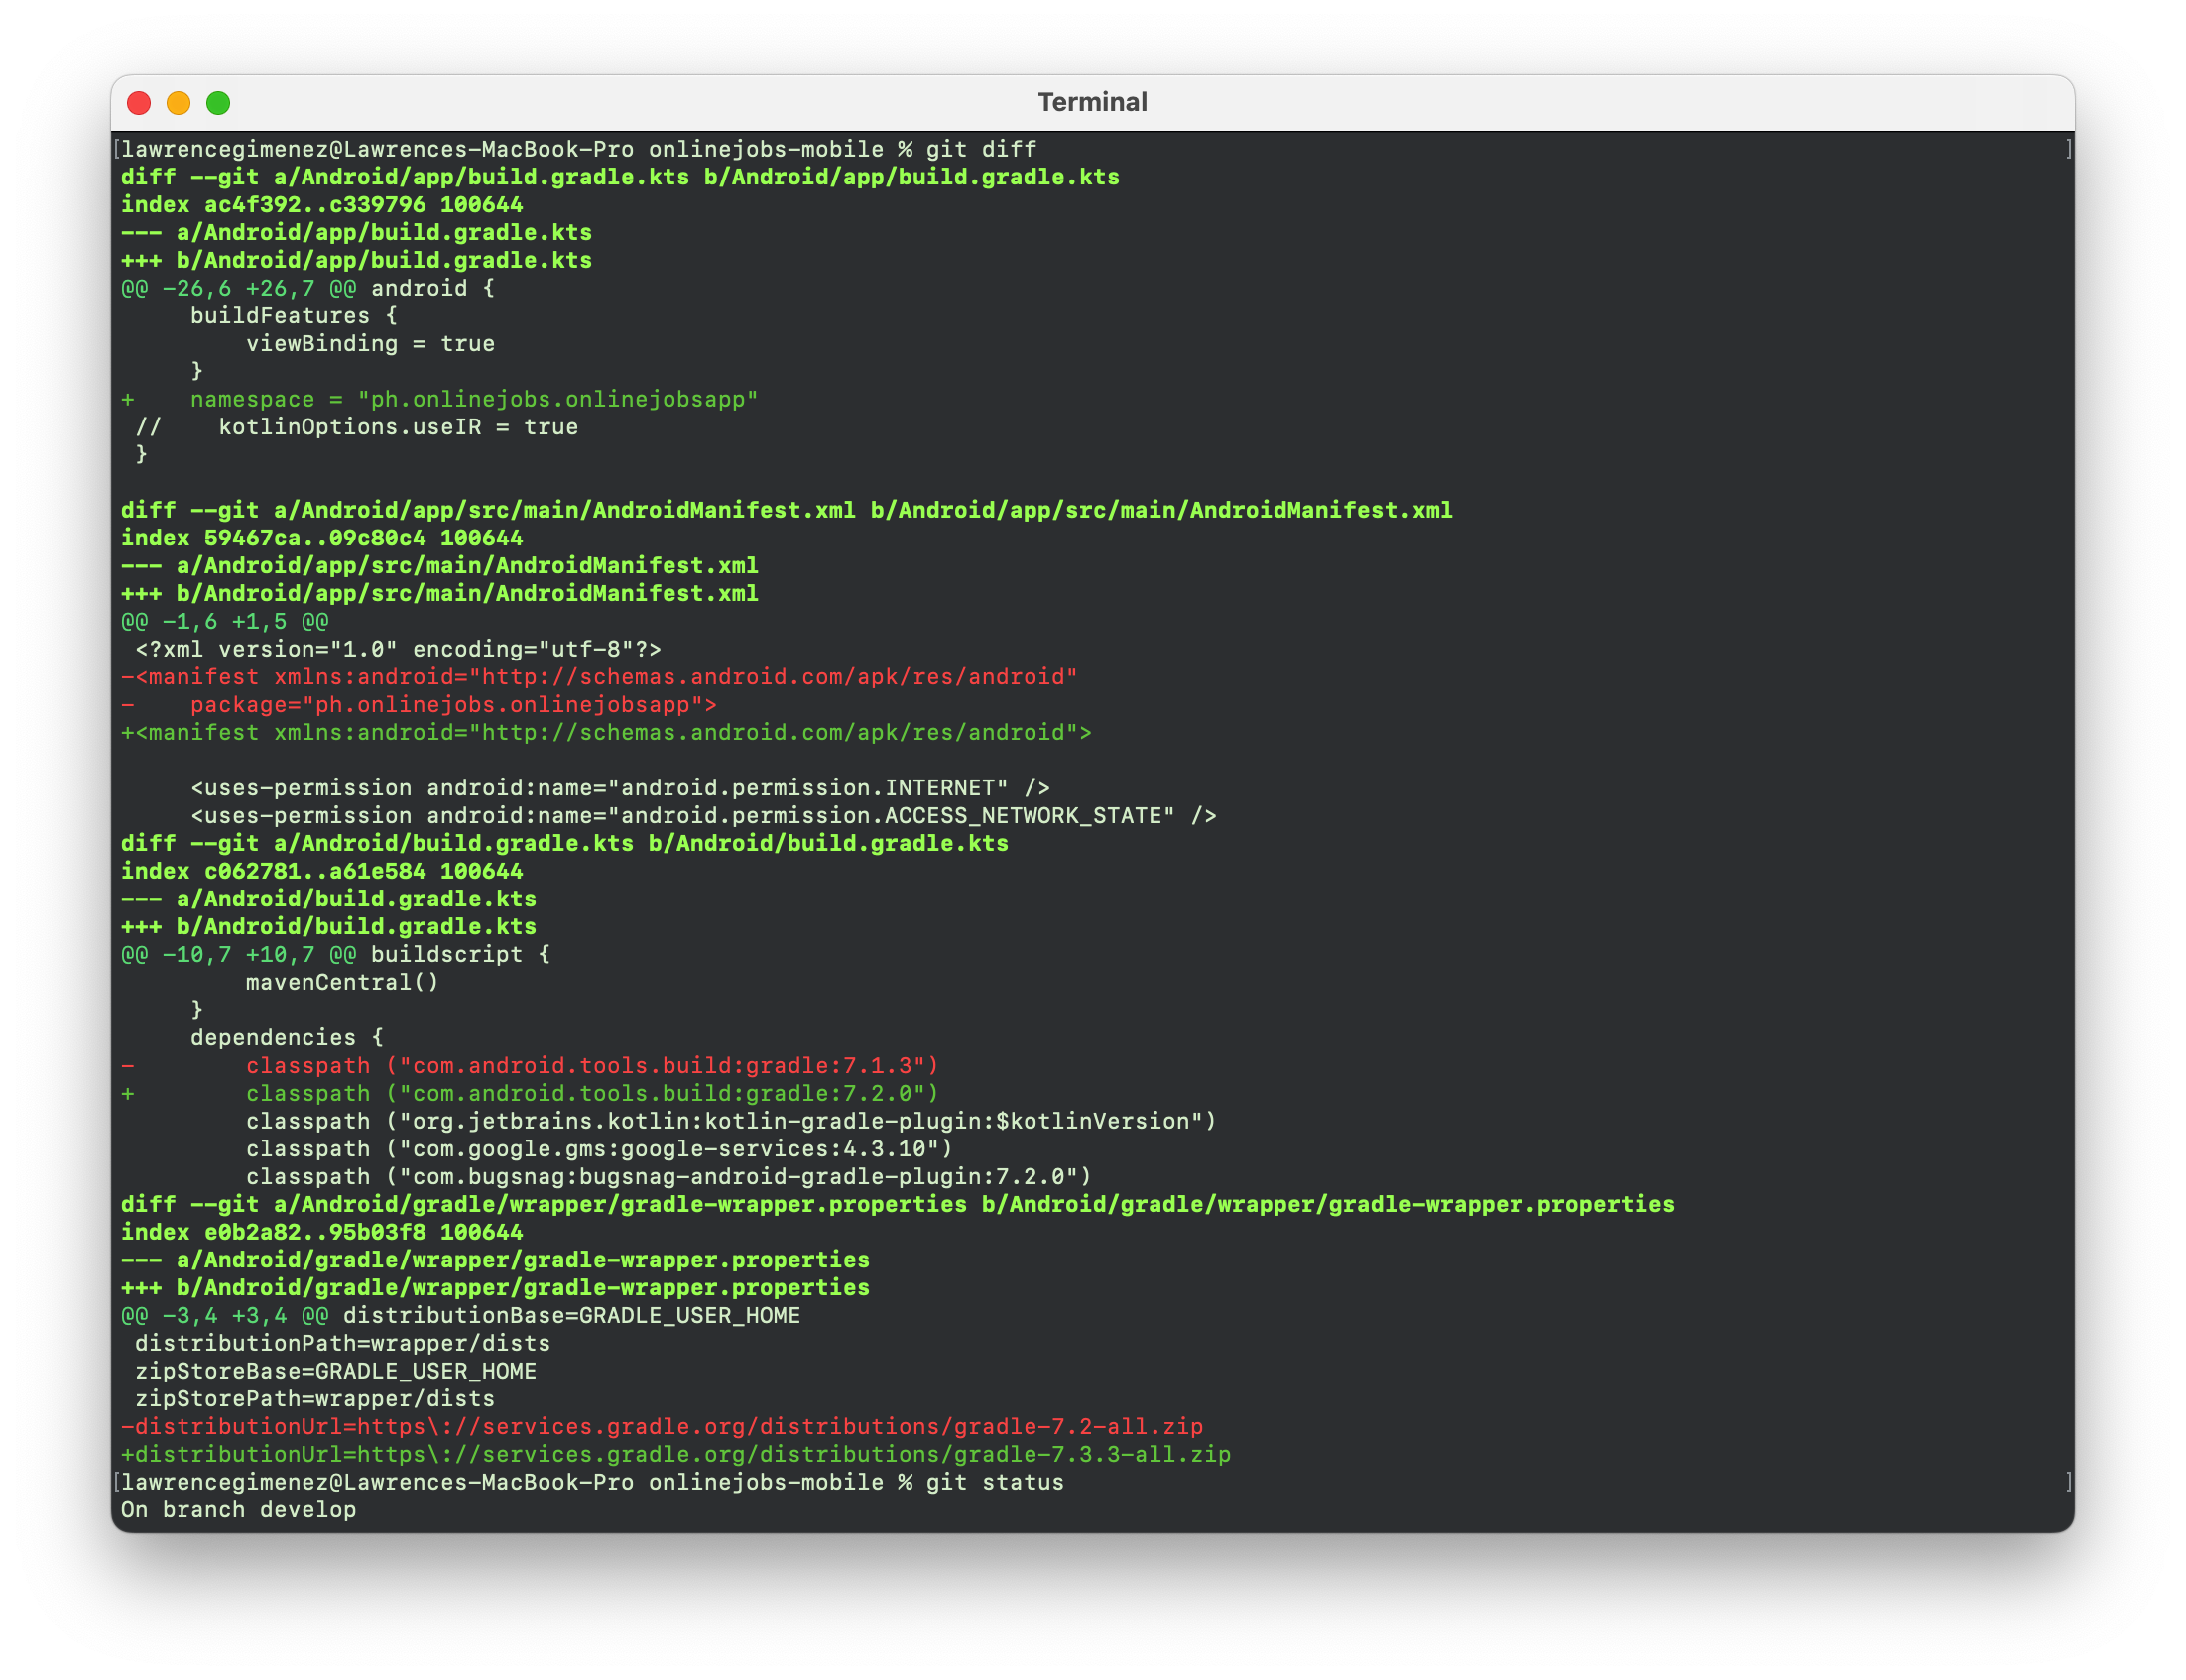 Terminal
[lawrencegimenez@Lawrences-MacBook-Pro onlinejobs-mobile % git diff ]
diff --git a/Android/app/build.gradle.kts b/Android/app/build.gradle.kts
index ac4f392..c339796 100644
--- a/Android/app/build.gradle.kts
+++ b/Android/app/build.gradle.kts
@@ -26,6 +26,7 @@ android {
     buildFeatures {
         viewBinding = true
     }
+    namespace = "ph.onlinejobs.onlinejobsapp"
 //    kotlinOptions.useIR = true
 }
diff --git a/Android/app/src/main/AndroidManifest.xml b/Android/app/src/main/AndroidManifest.xml
index 59467ca..09c80c4 100644
--- a/Android/app/src/main/AndroidManifest.xml
+++ b/Android/app/src/main/AndroidManifest.xml
@@ -1,6 +1,5 @@
 <?xml version="1.0" encoding="utf-8"?>
-<manifest xmlns:android="http://schemas.android.com/apk/res/android"
-    package="ph.onlinejobs.onlinejobsapp">
+<manifest xmlns:android="http://schemas.android.com/apk/res/android">
     <uses-permission android:name="android.permission.INTERNET" />
     <uses-permission android:name="android.permission.ACCESS_NETWORK_STATE" />
diff --git a/Android/build.gradle.kts b/Android/build.gradle.kts
index c062781..a61e584 100644
--- a/Android/build.gradle.kts
+++ b/Android/build.gradle.kts
@@ -10,7 +10,7 @@ buildscript {
         mavenCentral()
     }
     dependencies {
-        classpath ("com.android.tools.build:gradle:7.1.3")
+        classpath ("com.android.tools.build:gradle:7.2.0")
         classpath ("org.jetbrains.kotlin:kotlin-gradle-plugin:$kotlinVersion")
         classpath ("com.google.gms:google-services:4.3.10")
         classpath ("com.bugsnag:bugsnag-android-gradle-plugin:7.2.0")
diff --git a/Android/gradle/wrapper/gradle-wrapper.properties b/Android/gradle/wrapper/gradle-wrapper.properties
index e0b2a82..95b03f8 100644
--- a/Android/gradle/wrapper/gradle-wrapper.properties
+++ b/Android/gradle/wrapper/gradle-wrapper.properties
@@ -3,4 +3,4 @@ distributionBase=GRADLE_USER_HOME
 distributionPath=wrapper/dists
 zipStoreBase=GRADLE_USER_HOME
 zipStorePath=wrapper/dists
-distributionUrl=https\://services.gradle.org/distributions/gradle-7.2-all.zip
+distributionUrl=https\://services.gradle.org/distributions/gradle-7.3.3-all.zip
[lawrencegimenez@Lawrences-MacBook-Pro onlinejobs-mobile % git status ]
On branch develop